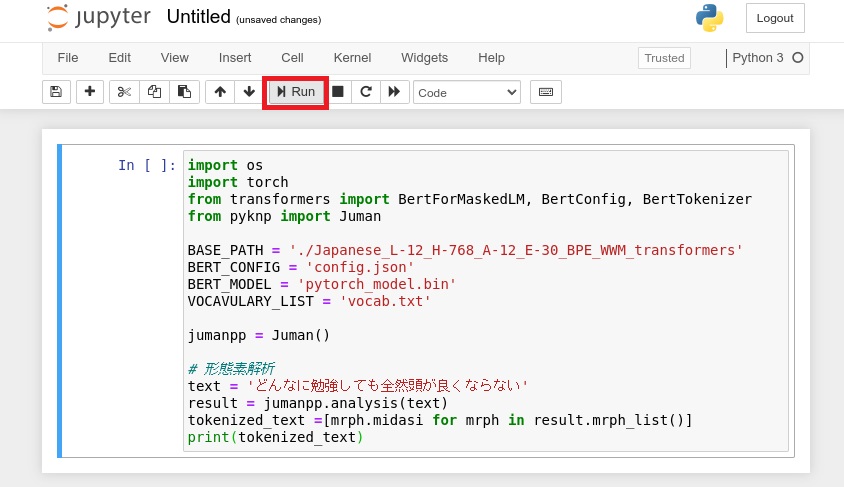 jupyter Untitled (unsaved changes) Logout
File Edit View Insert Cell Kernel Widgets Help Trusted Python 3
Run Code
In [ ]: import os
import torch
from transformers import BertForMaskedLM, BertConfig, BertTokenizer
from pyknp import Juman
BASE_PATH = './Japanese_L-12_H-768_A-12_E-30_BPE_WWM_transformers'
BERT_CONFIG = 'config.json'
BERT_MODEL = 'pytorch_model.bin'
VOCAVULARY_LIST = 'vocab.txt'
jumanpp = Juman()
# 形態素解析
text = 'どんなに勉強しても全然頭が良くならない'
result = jumanpp.analysis(text)
tokenized_text =[mrph.midasi for mrph in result.mrph_list()]
print(tokenized_text)